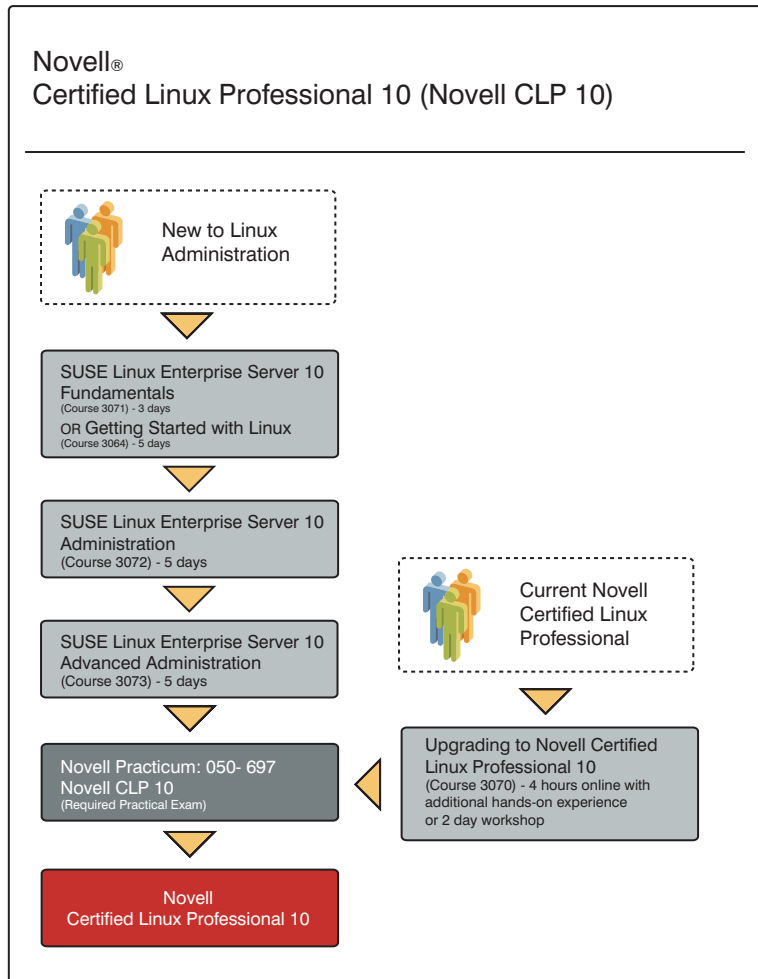 Novell®
Certified Linux Professional 10 (Novell CLP 10)
New to Linux
Administration
SUSE Linux Enterprise Server 10
Fundamentals
(Course 3071) - 3 days
OR Getting Started with Linux
(Course 3064) - 5 days
SUSE Linux Enterprise Server 10
Administration
(Course 3072) - 5 days
SUSE Linux Enterprise Server 10
Advanced Administration
(Course 3073) - 5 days
Current Novell
Certified Linux
Professional
Upgrading to Novell Certified
Linux Professional 10
(Course 3070) - 4 hours online with
additional hands-on experience
or 2 day workshop
Novell Practicum: 050- 697
Novell CLP 10
(Required Practical Exam)
Novell
Certified Linux Professional 10